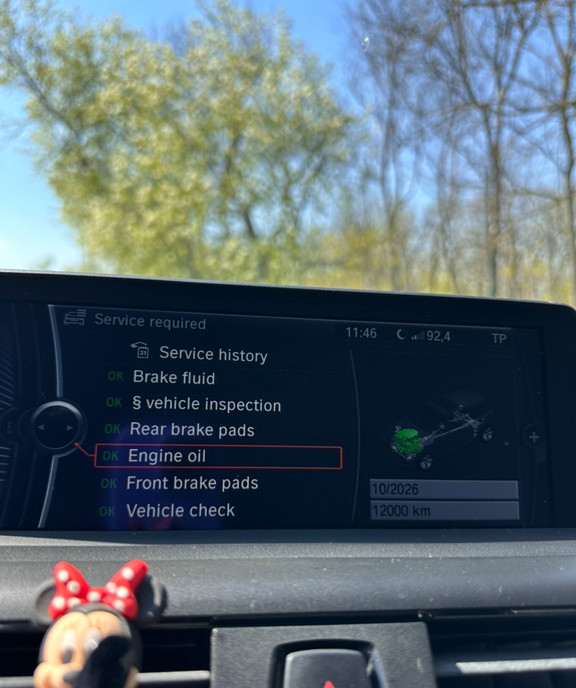 Service required
11:46 92,4 TP
31 Service history
OK Brake fluid
OK § vehicle inspection
OK Rear brake pads
OK Engine oil
OK Front brake pads
OK Vehicle check
10/2026
12000 km